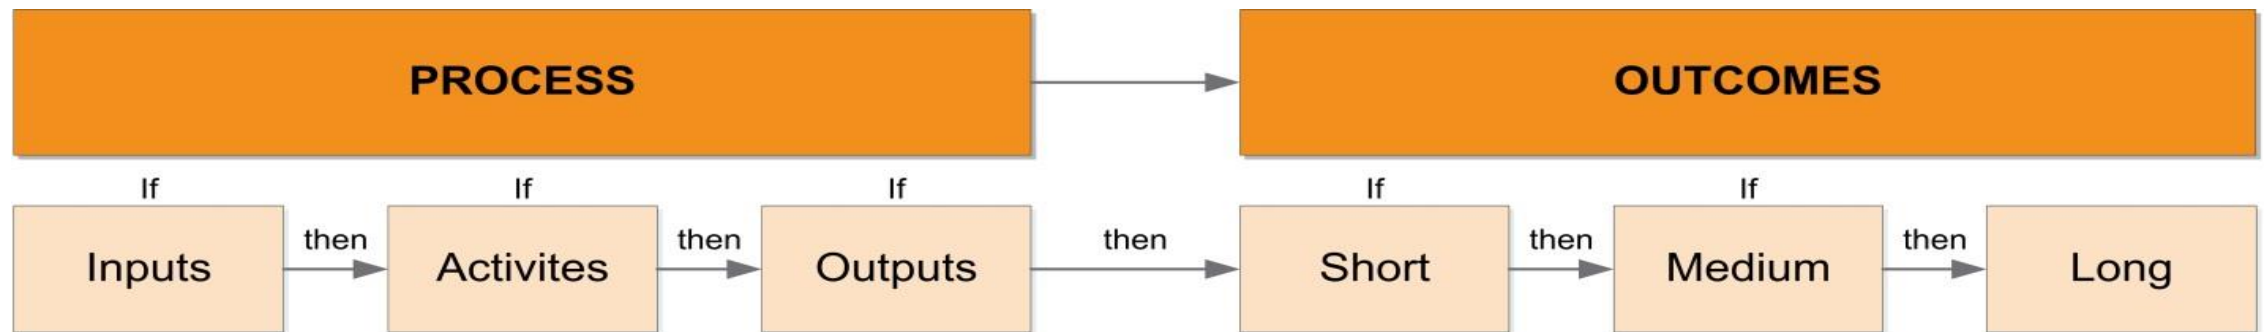 PROCESS OUTCOMES
If If If If If
then then then then then
Inputs Activites Outputs Short Medium Long